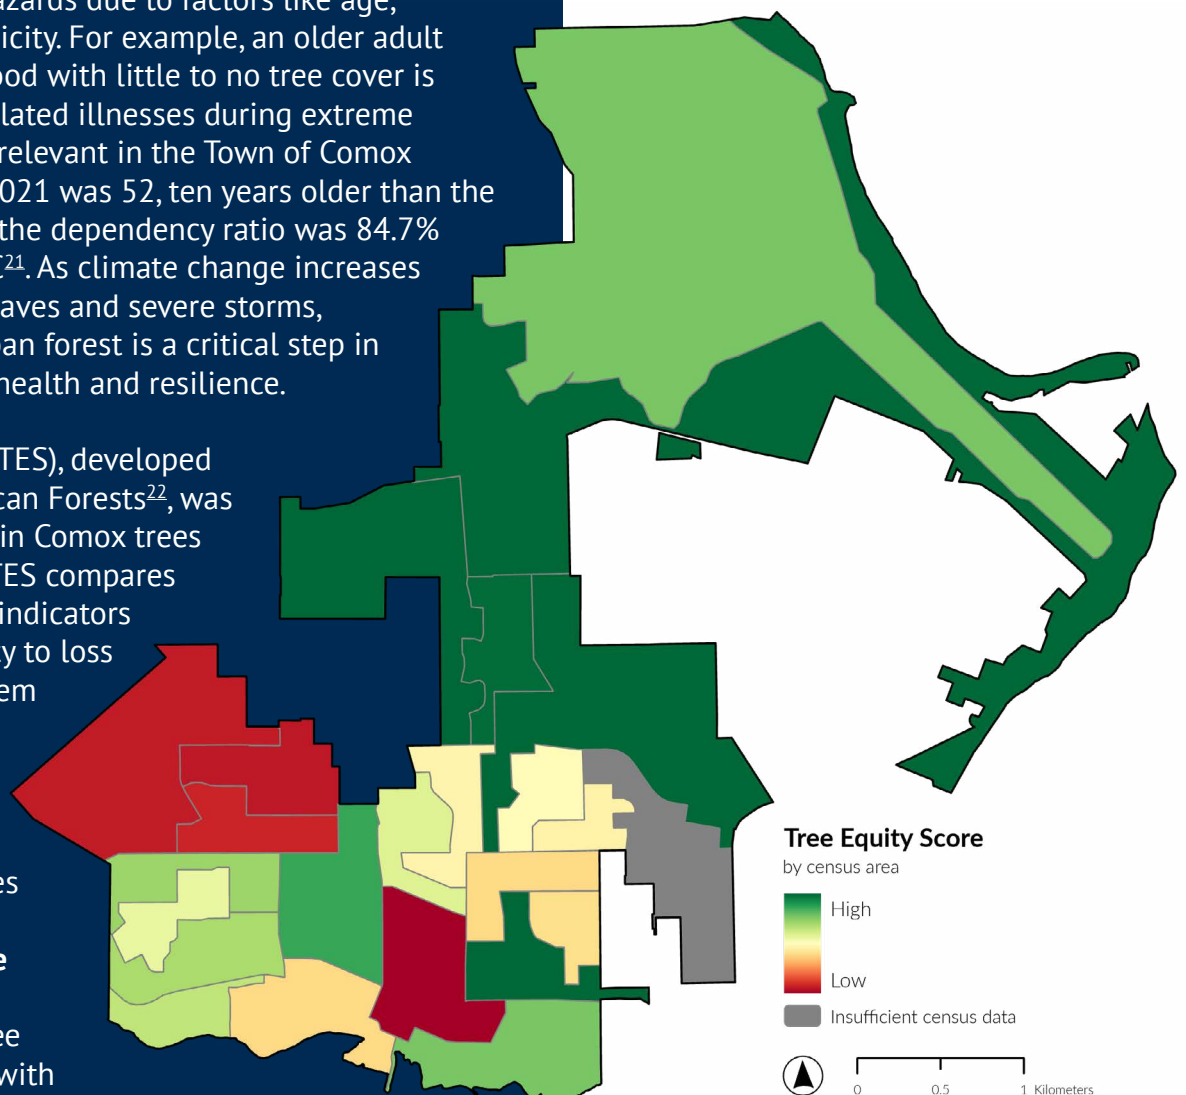 azards due to factors like age,
icity. For example, an older adult
ood with little to no tree cover is
lated illnesses during extreme
relevant in the Town of Comox
021 was 52, ten years older than the
the dependency ratio was 84.7%
C21. As climate change increases
aves and severe storms,
ban forest is a critical step in
health and resilience.
TES), developed
can Forests22, was
in Comox trees
TES compares
indicators
y to loss
em
es
e
ee
with
Tree Equity Score
by census area
High
Low
Insufficient census data
0 0.5 1 Kilometers